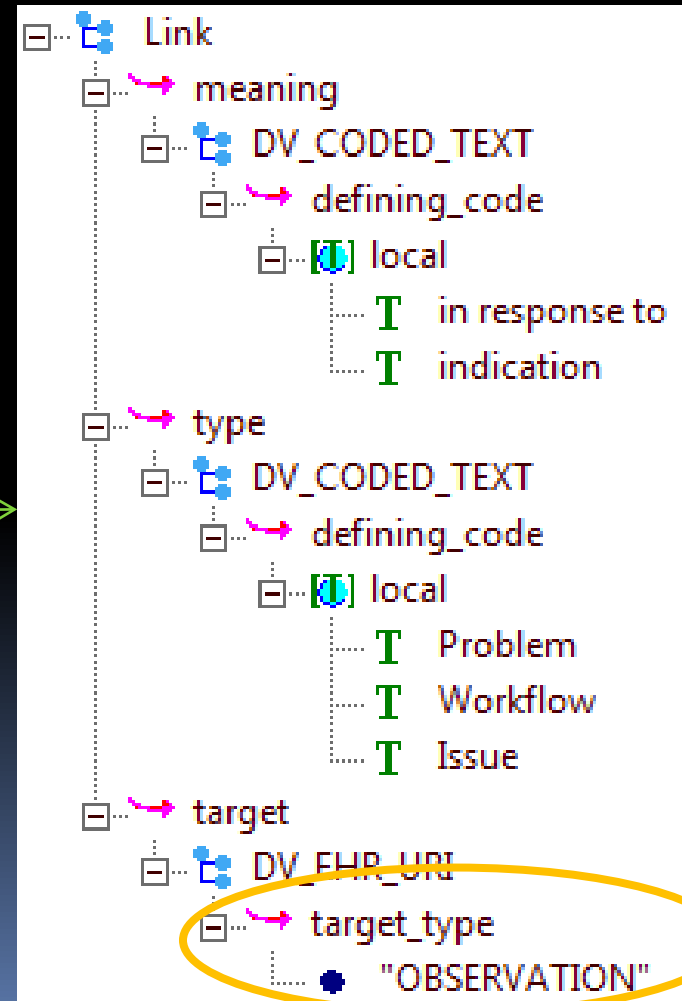 Link
meaning
DV_CODED_TEXT
defining_code
local
in response to
indication
type
DV_CODED_TEXT
defining_code
local
Problem
Workflow
Issue
target
DV_EHR_URI
target_type
"OBSERVATION"